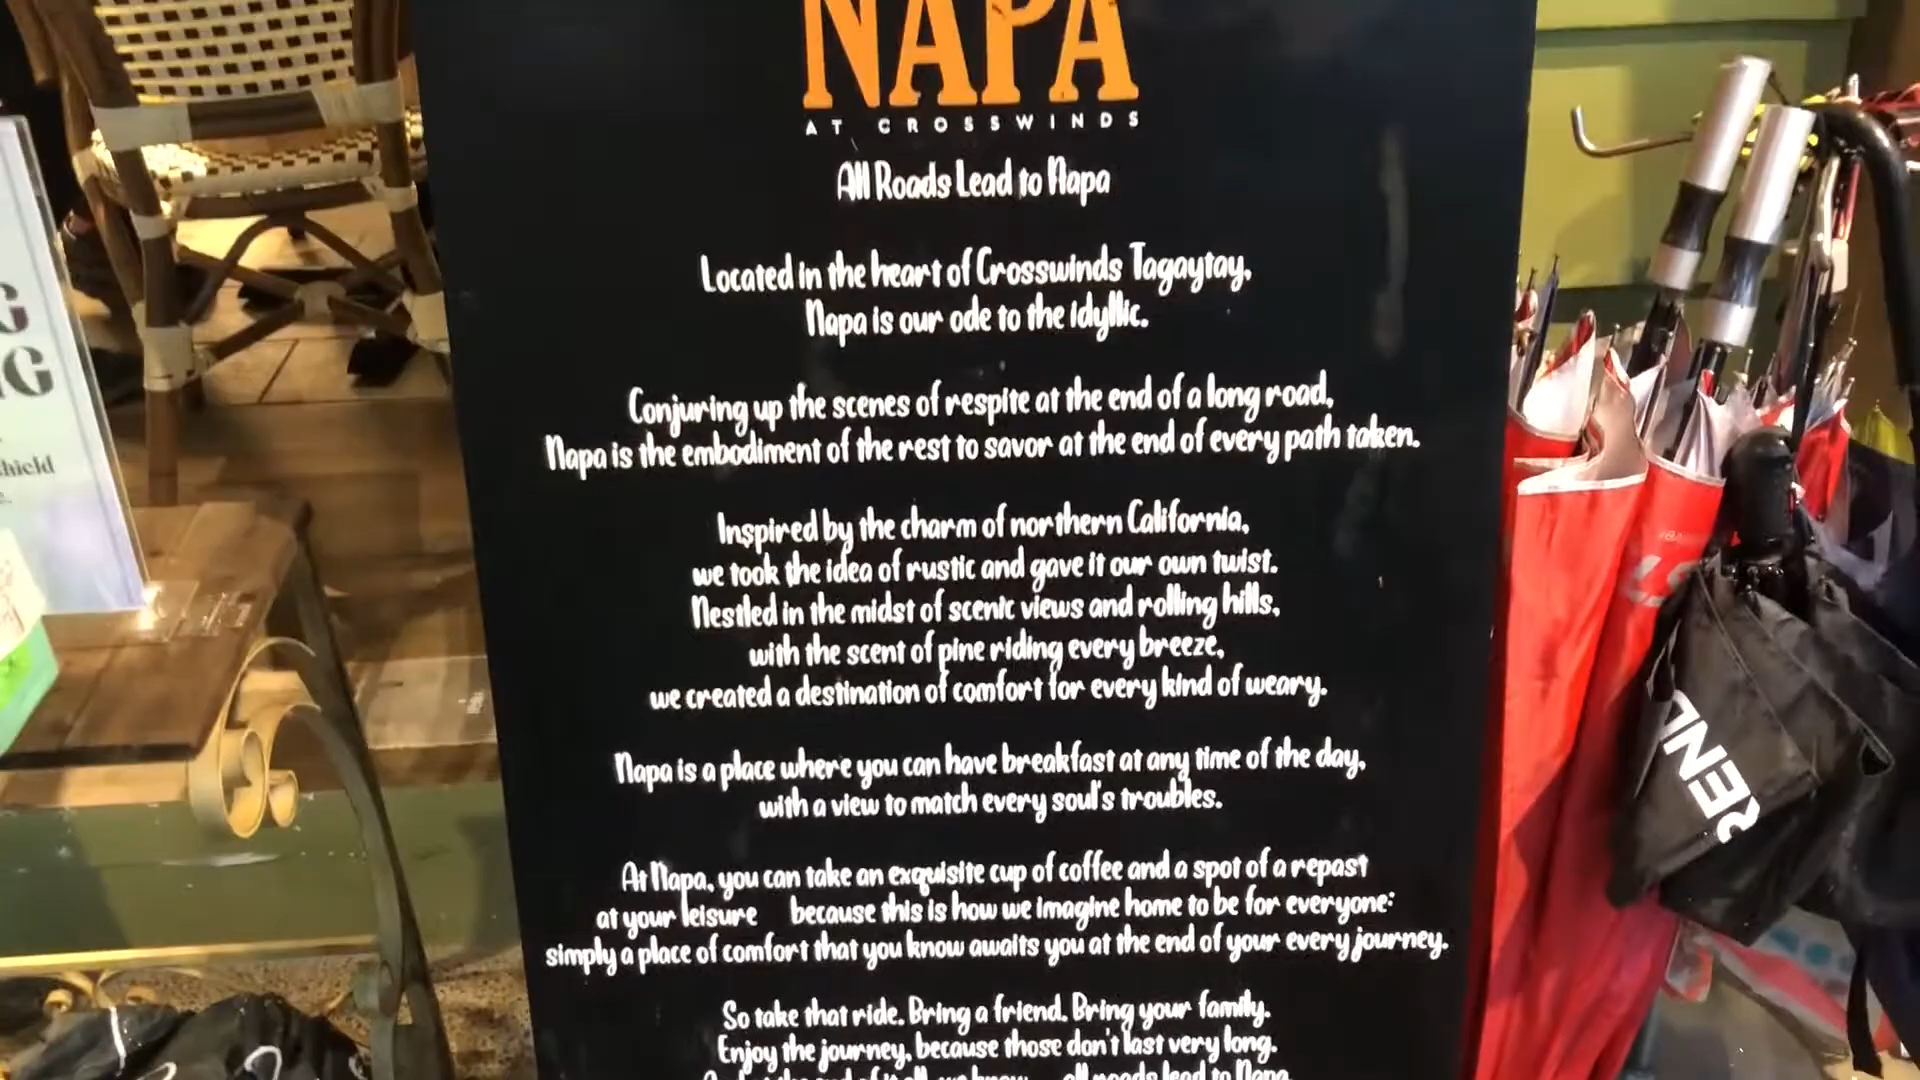 NAPA
AT CROSSWINDS
All Roads Lead to Napa
Located in the heart of Crosswinds Tagaytay,
Napa is our ode to the idyllic.
Conjuring up the scenes of respite at the end of a long road,
Napa is the embodiment of the rest to savor at the end of every path taken.
Inspired by the charm of northern California,
we took the idea of rustic and gave it our own twist.
Nestled in the midst of scenic views and rolling hills,
with the scent of pine riding every breeze,
we created a destination of comfort for every kind of weary.
Napa is a place where you can have breakfast at any time of the day,
with a view to match every soul's troubles.
At Napa, you can take an exquisite cup of coffee and a spot of a repast
at your leisure because this is how we imagine home to be for everyone:
simply a place of comfort that you know awaits you at the end of your every journey.
So take that ride. Bring a friend. Bring your family.
Enjoy the journey, because those don't last very long.
all roads lead to Napa